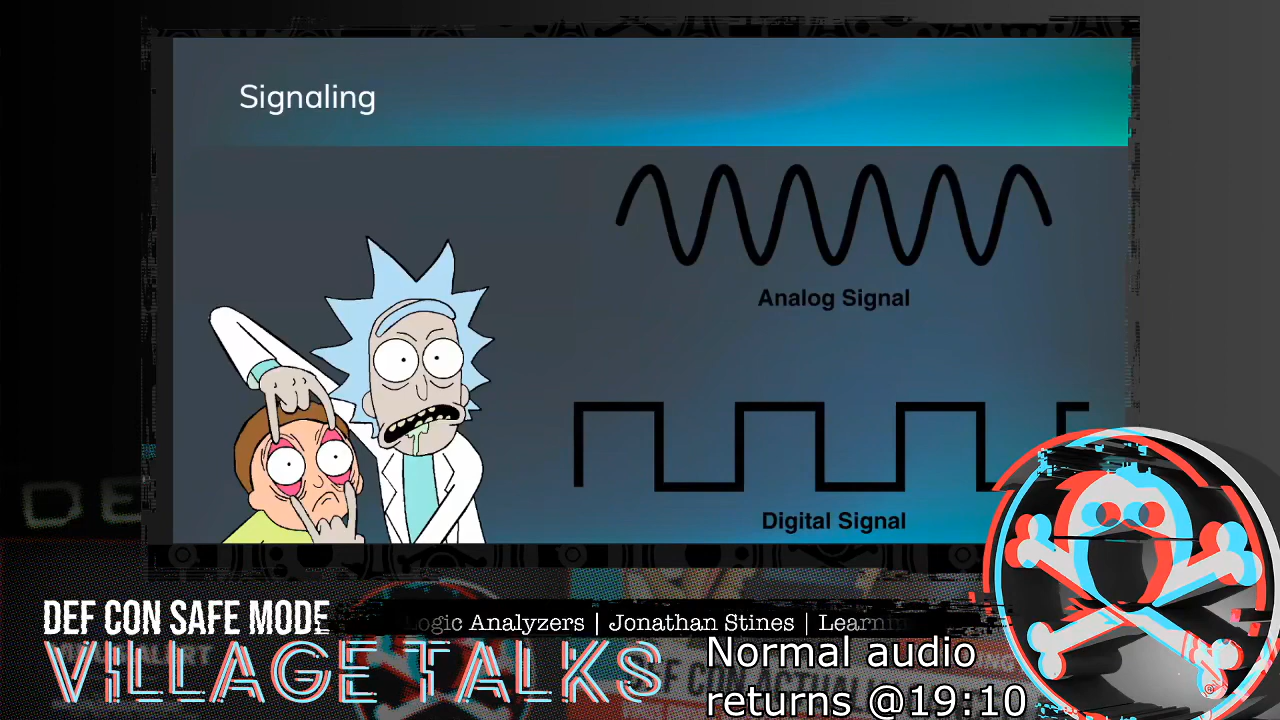 Signaling
Analog Signal
Digital Signal
DEF CON SAFE MODE
ogic Analyzers | Jonathan Stines | Learnin
VILLAGE TALKS
Normal audio
returns @19:10